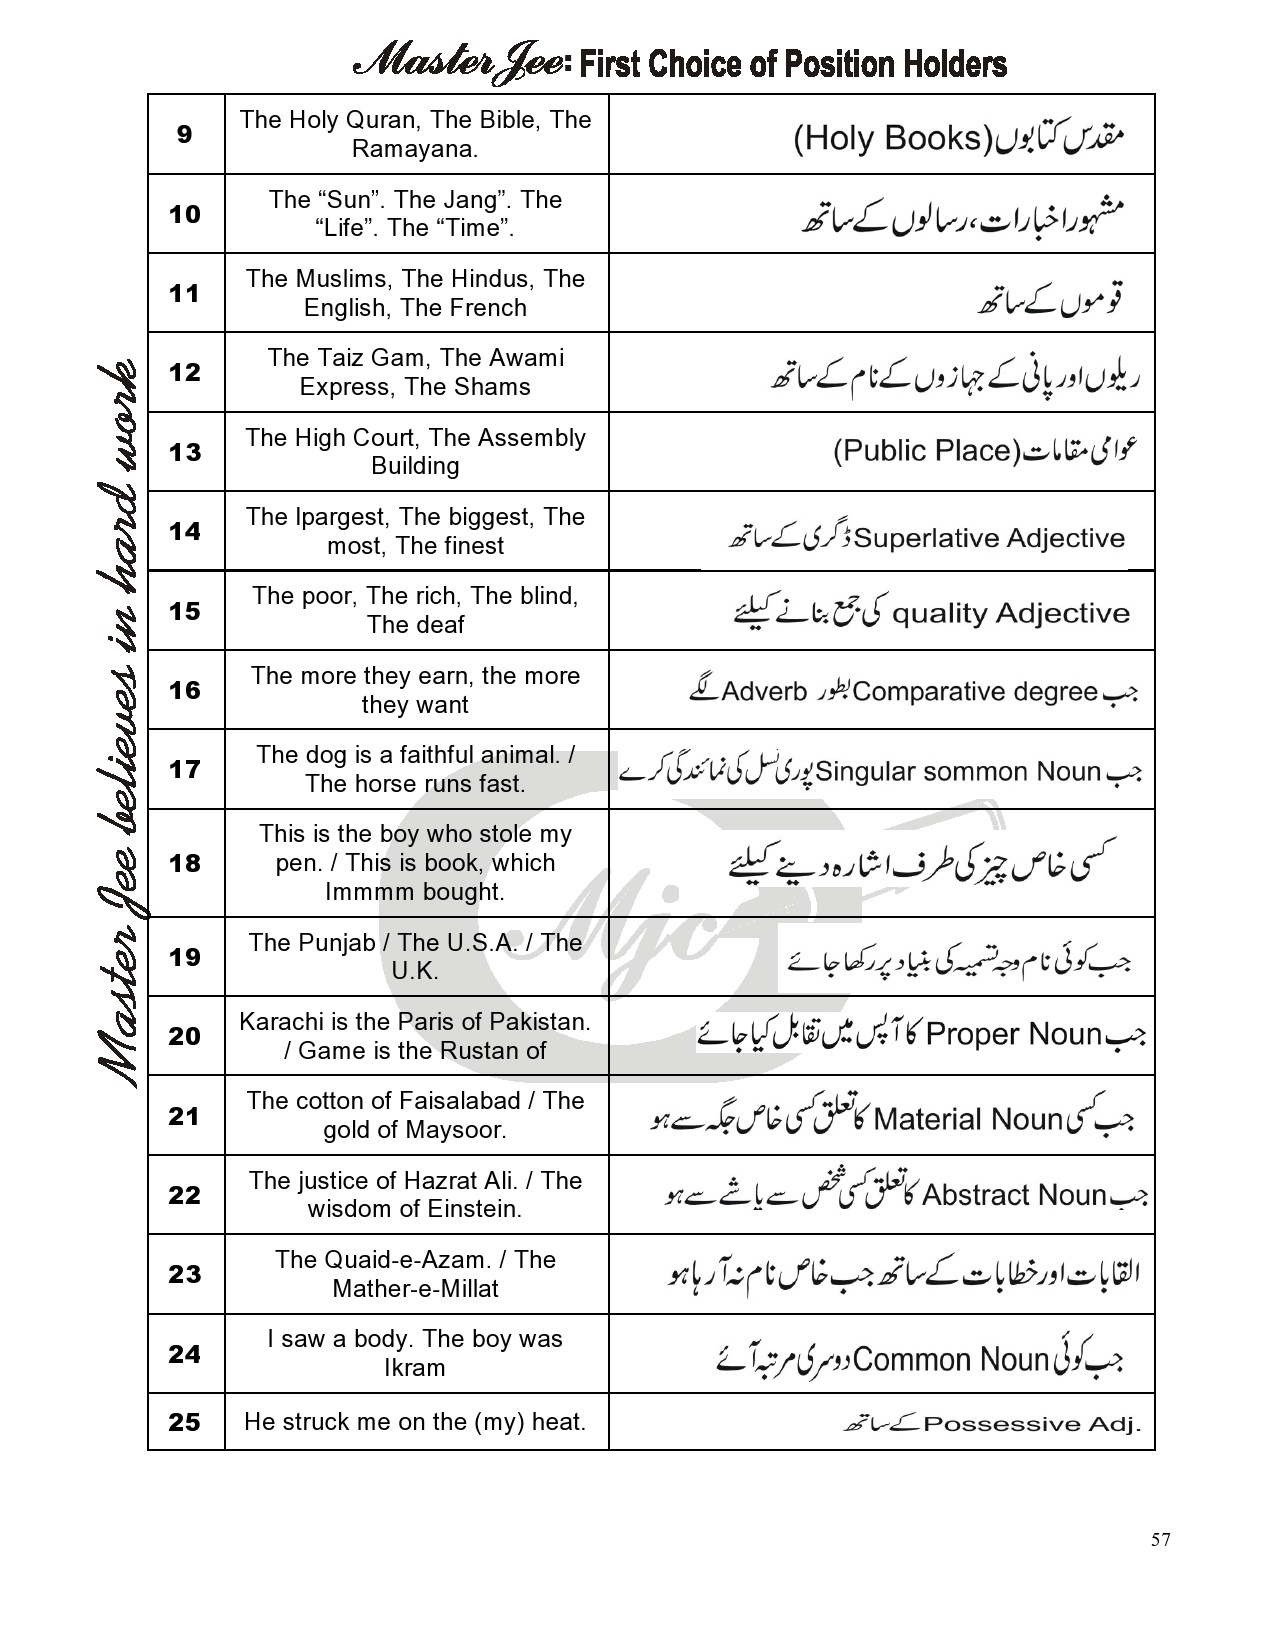 Master Jee: First Choice of Position Holders
9
The Holy Quran, The Bible, The
Ramayana.
مقدس کتابوں (Holy Books)
10
The “Sun”. The Jang”. The
“Life”. The “Time”.
مشہور اخبارات، رسالوں کے ساتھ
11
The Muslims, The Hindus, The
English, The French
قوموں کے ساتھ
12
The Taiz Gam, The Awami
Express, The Shams
ریلوں اور پانی کے جہازوں کے نام کے ساتھ
13
The High Court, The Assembly
Building
عوامی مقامات (Public Place)
14
The lpargest, The biggest, The
most, The finest
Superlative Adjective ڈگری کے ساتھ
15
The poor, The rich, The blind,
The deaf
quality Adjective کی جمع بنانے کیلئے
16
The more they earn, the more
they want
جب Comparative degree بطور Adverb لگے
17
The dog is a faithful animal. /
The horse runs fast.
جب Singular sommon Noun پوری نسل کی نمائندگی کرے
18
This is the boy who stole my
pen. / This is book, which
Immmm bought.
کسی خاص چیز کی طرف اشارہ دینے کیلئے
19
The Punjab / The U.S.A. / The
U.K.
جب کوئی نام وجہ تسمیہ کی بنیاد پر رکھا جائے
20
Karachi is the Paris of Pakistan.
/ Game is the Rustan of
جب Proper Noun کا آپس میں تقابل کیا جائے
21
The cotton of Faisalabad / The
gold of Maysoor.
جب کسی Material Noun کا تعلق کسی خاص جگہ سے ہو
22
The justice of Hazrat Ali. / The
wisdom of Einstein.
جب Abstract Noun کا تعلق کسی شخص سے یا شے سے ہو
23
The Quaid-e-Azam. / The
Mather-e-Millat
القابات اور خطابات کے ساتھ جب خاص نام نہ آ رہا ہو
24
I saw a body. The boy was
Ikram
جب کوئی Common Noun دوسری مرتبہ آئے
25
He struck me on the (my) heat.
Possessive Adj. کے ساتھ
Master Jee believes in hard work
Mjc
57